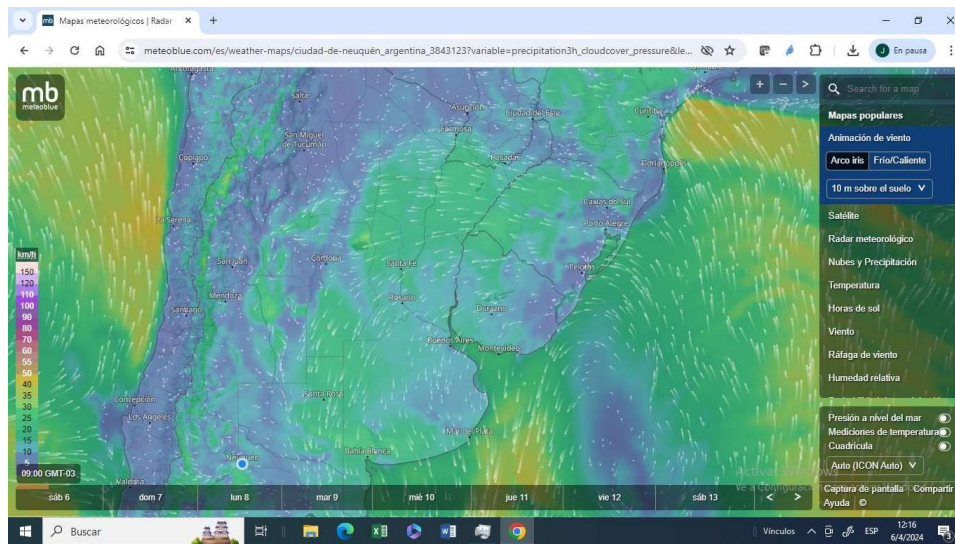 Mapas meteorológicos | Radar
meteoblue.com/es/weather-maps/ciudad-de-neuquén_argentina_3843123?variable=precipitation3h_cloudcover_pressure&le...
J En pausa
mb
meteoblue
Salta
Asunción
Ciudad del Este
Curitiba
Formosa
San Miguel
de Tucumán
Copiapó
Posadas
Florianópolis
Caxias do Sul
La Serena
Porto Alegre
San Juan
Córdoba
Santa Fe
Pelotas
Mendoza
Rosario
Santiago
Durazno
Buenos Aires
Montevideo
Santa Rosa
Concepción
Los Ángeles
Mar del Plata
Bahía Blanca
Neuquén
Valdivia
km/h
150
120
110
100
90
80
70
60
55
50
40
35
30
25
20
15
10
5
09:00 GMT-03
+ − >
Search for a map
Mapas populares
Animación de viento
Arco iris Frío/Caliente
10 m sobre el suelo
Satélite
Radar meteorológico
Nubes y Precipitación
Temperatura
Horas de sol
Viento
Ráfaga de viento
Humedad relativa
Presión a nivel del mar
Mediciones de temperatura
Cuadrícula
Auto (ICON Auto)
Captura de pantalla Compartir
Ayuda ©
sáb 6 dom 7 lun 8 mar 9 mié 10 jue 11 vie 12 sáb 13 < >
Buscar
Vínculos
ESP
12:16
6/4/2024
3